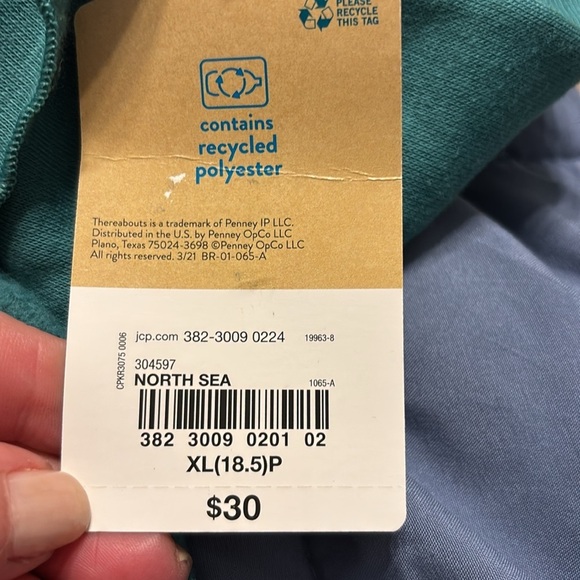 PLEASE
RECYCLE
THIS TAG
contains
recycled
polyester
Thereabouts is a trademark of Penney IP LLC.
Distributed in the U.S. by Penney OpCo LLC
Plano, Texas 75024-3698 ©Penney OpCo LLC
All rights reserved. 3/21 BR-01-065-A
jcp.com 382-3009 0224 19963-8
CPKR3075 0006
304597
NORTH SEA 1065-A
382 3009 0201 02
XL(18.5)P
$30